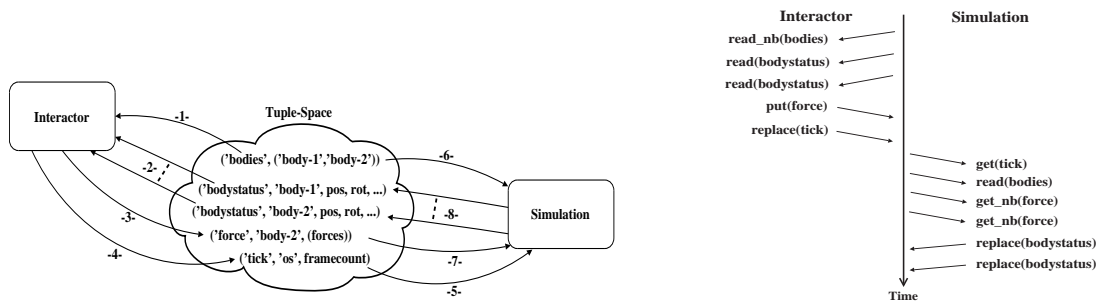 Tuple-Space
Interactor
-1-
('bodies', ('body-1','body-2'))
-6-
-2-
('bodystatus', 'body-1', pos, rot, ...)
('bodystatus', 'body-2', pos, rot, ...)
-8-
Simulation
-3-
('force', 'body-2', (forces))
-4-
-7-
('tick', 'os', framecount)
-5-
Interactor
Simulation
read_nb(bodies)
read(bodystatus)
read(bodystatus)
put(force)
replace(tick)
get(tick)
read(bodies)
get_nb(force)
get_nb(force)
replace(bodystatus)
replace(bodystatus)
Time